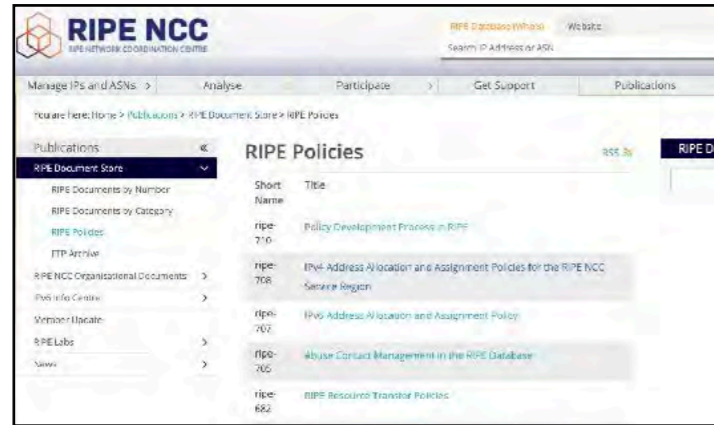 RIPE NCC
RIPE NETWORK COORDINATION CENTRE
RIPE Database (Whois) Website
Search IP Address or ASN
Manage IPs and ASNs > Analyse Participate > Get Support Publications
You are here: Home > Publications > RIPE Document Store > RIPE Policies
Publications «
RIPE Document Store
RIPE Documents by Number
RIPE Documents by Category
RIPE Policies
FTP Archive
RIPE NCC Organisational Documents >
IPv6 Info Centre >
Member Update
RIPE Labs >
News >
RIPE Policies
RSS
RIPE D
Short Name Title
ripe-710 Policy Development Process in RIPE
ripe-708 IPv4 Address Allocation and Assignment Policies for the RIPE NCC
Service Region
ripe-707 IPv6 Address Allocation and Assignment Policy
ripe-705 Abuse Contact Management in the RIPE Database
ripe-682 RIPE Resource Transfer Policies